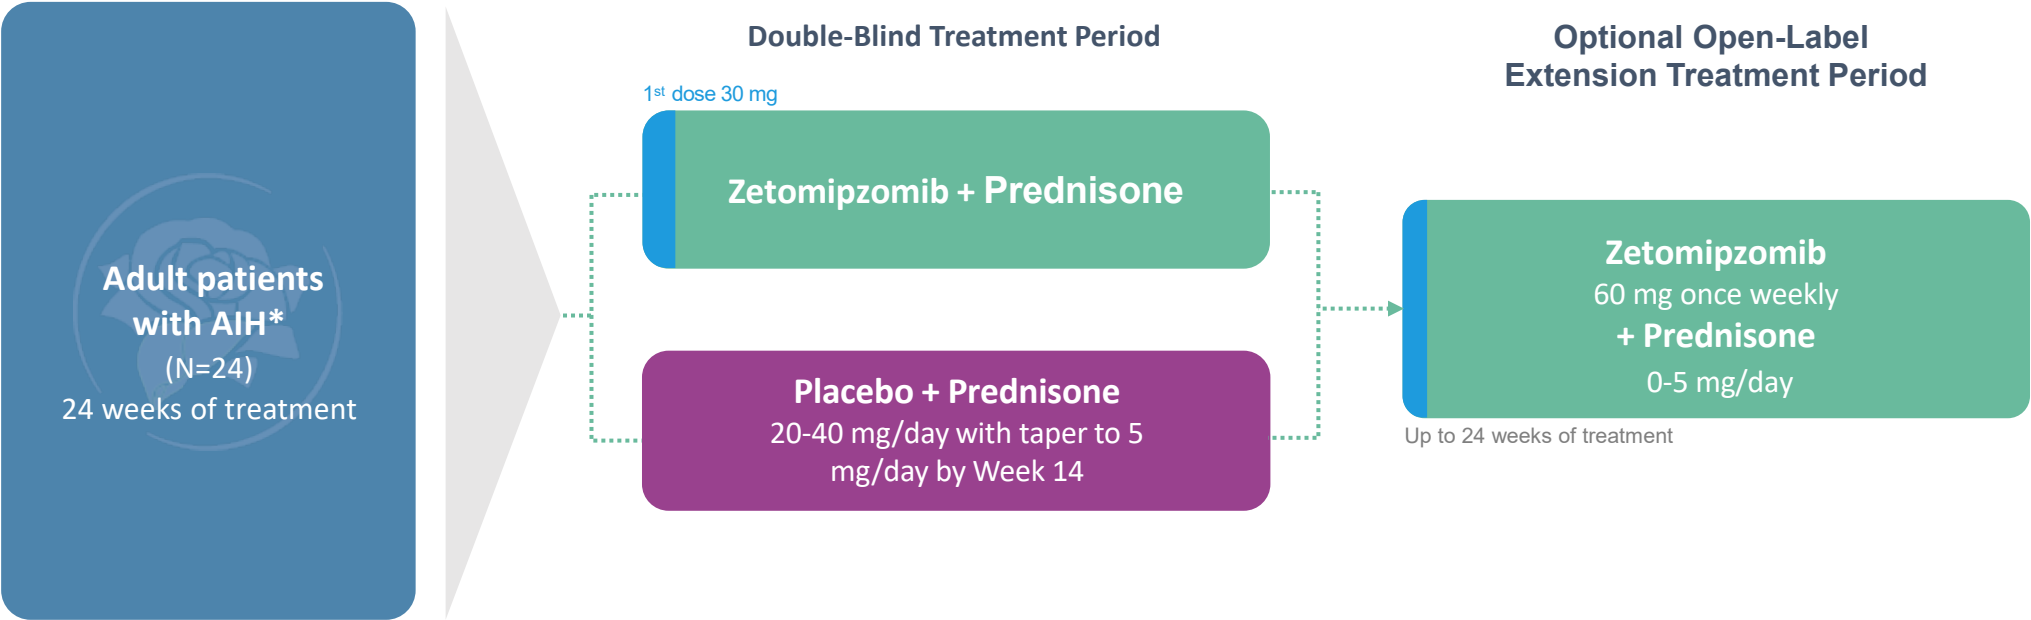 Adult patients
with AIH*
(N=24)
24 weeks of treatment
Double-Blind Treatment Period
1st dose 30 mg
Zetomipzomib + Prednisone
Placebo + Prednisone
20-40 mg/day with taper to 5
mg/day by Week 14
Optional Open-Label
Extension Treatment Period
Zetomipzomib
60 mg once weekly
+ Prednisone
0-5 mg/day
Up to 24 weeks of treatment